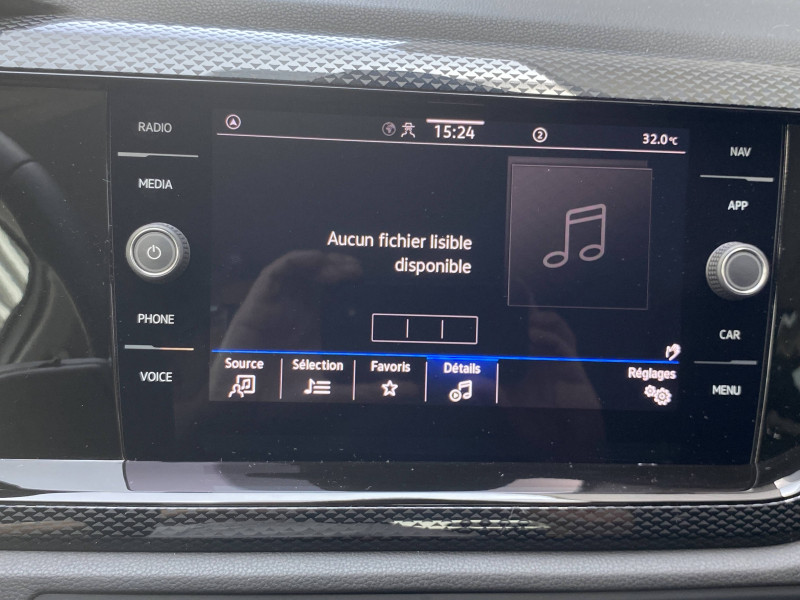 RADIO
MEDIA
PHONE
VOICE
15:24
2
32.0°C
Aucun fichier lisible
disponible
Source
Sélection
Favoris
Détails
Réglages
NAV
APP
CAR
MENU